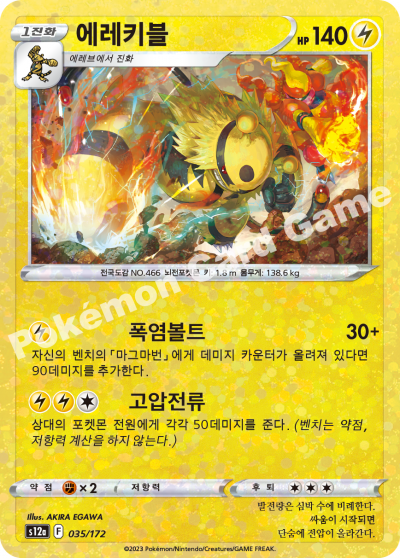 1진화
에레키블
HP 140
에레브에서 진화
전국도감 NO.466 뇌전포켓몬 키 : 1.8 m 몸무게: 138.6 kg
Pokémon Card Game
폭염볼트 30+
자신의 벤치의 「마그마번」에게 데미지 카운터가 올려져 있다면
90데미지를 추가한다.
고압전류
상대의 포켓몬 전원에게 각각 50데미지를 준다. (벤치는 약점,
저항력 계산을 하지 않는다.)
약점 ×2 저항력 후퇴
Illus. AKIRA EGAWA
s12a F 035/172
발전량은 심박 수에 비례한다.
싸움이 시작되면
단숨에 전압이 올라간다.
©2023 Pokémon/Nintendo/Creatures/GAME FREAK.